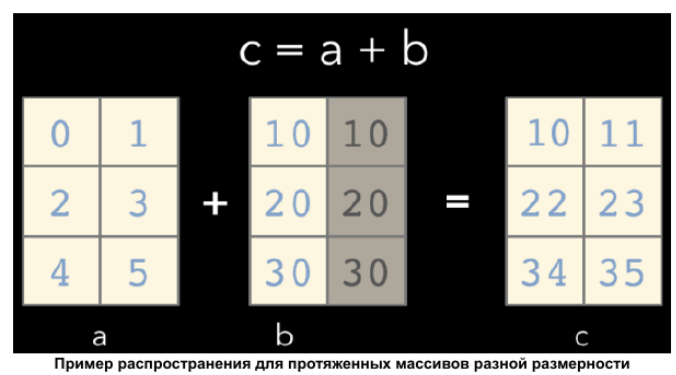 c = a + b
0 1 10 10 10 11
2 3 + 20 20 = 22 23
4 5 30 30 34 35
a b c
Пример распространения для протяженных массивов разной размерности